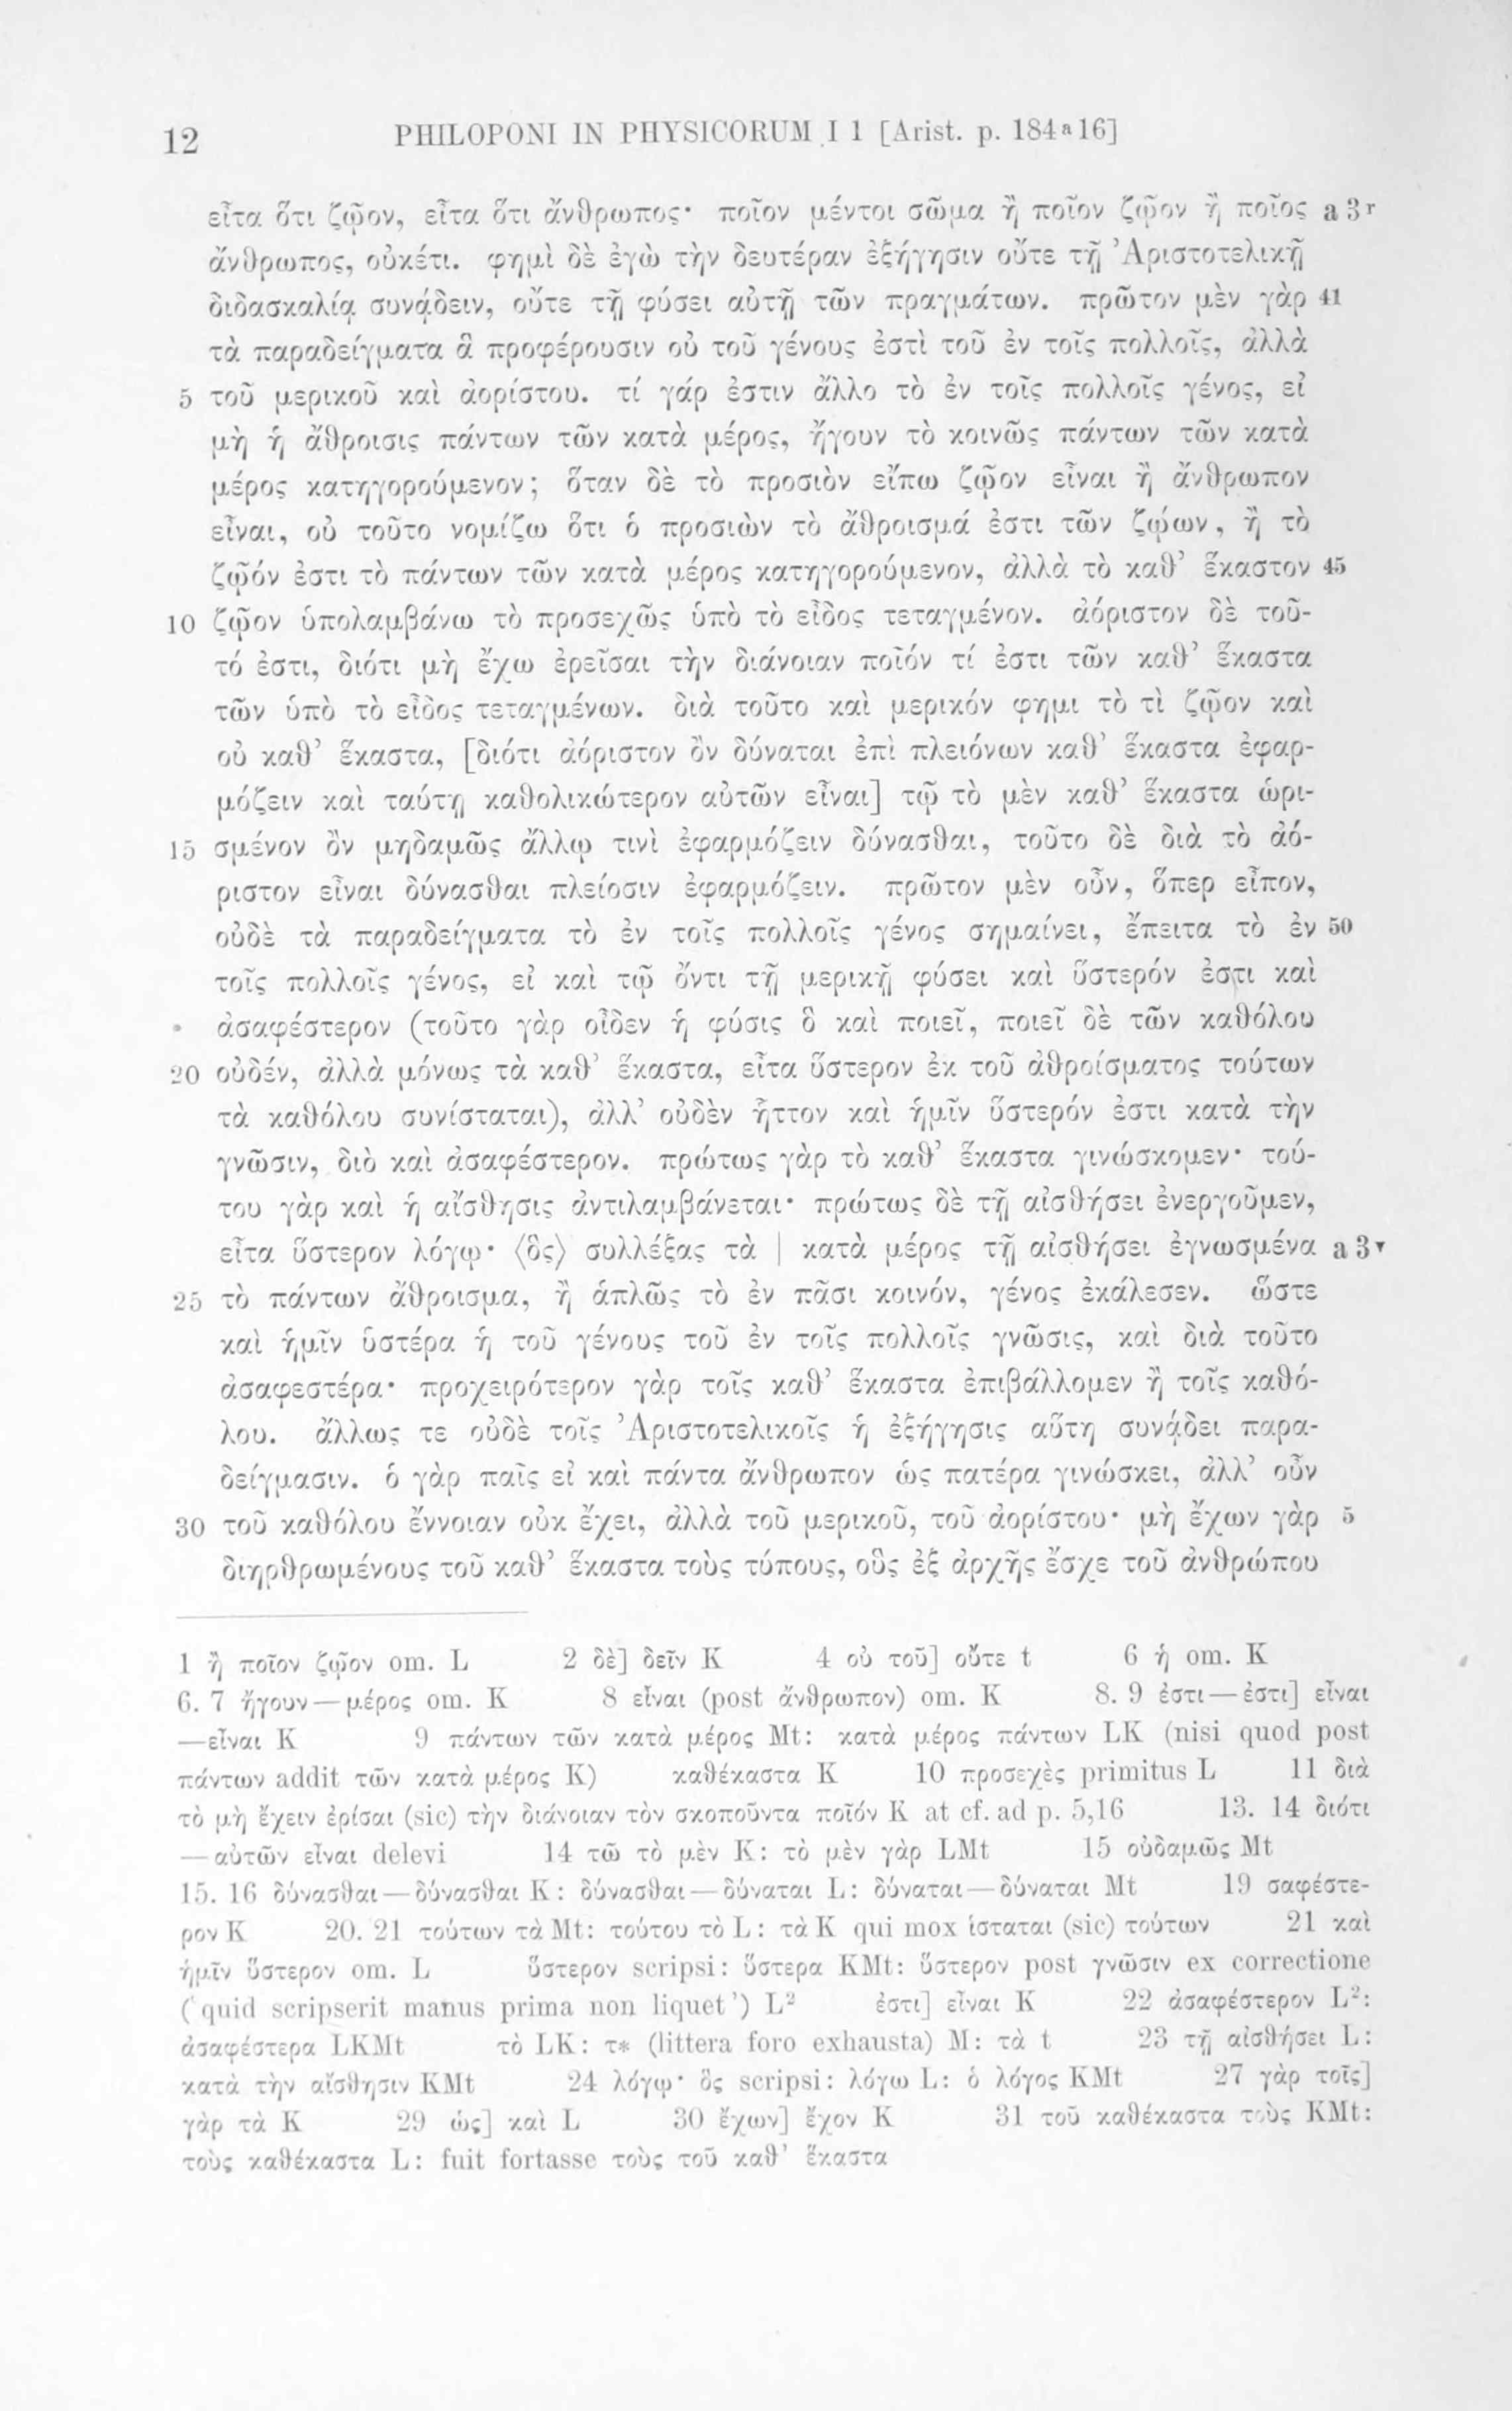 12 PHILOPONI IN PHYSICORUM I 1 [Arist. p. 184ᵃ16]
εἶτα ὅτι ζῷον, εἶτα ὅτι ἄνθρωπος· ποῖον μέντοι σῶμα ἢ ποῖον ζῷον ἢ ποῖος a 3ʳ
ἄνθρωπος, οὐκέτι. φημὶ δὲ ἐγὼ τὴν δευτέραν ἐξήγησιν οὔτε τῇ Ἀριστοτελικῇ
διδασκαλίᾳ συνᾴδειν, οὔτε τῇ φύσει αὐτῇ τῶν πραγμάτων. πρῶτον μὲν γὰρ 41
τὰ παραδείγματα ἃ προφέρουσιν οὐ τοῦ γένους ἐστὶ τοῦ ἐν τοῖς πολλοῖς, ἀλλὰ
5 τοῦ μερικοῦ καὶ ἀορίστου. τί γάρ ἐστιν ἄλλο τὸ ἐν τοῖς πολλοῖς γένος, εἰ
μὴ ἡ ἄθροισις πάντων τῶν κατὰ μέρος, ἤγουν τὸ κοινῶς πάντων τῶν κατὰ
μέρος κατηγορούμενον; ὅταν δὲ τὸ προσιὸν εἴπω ζῷον εἶναι ἢ ἄνθρωπον
εἶναι, οὐ τοῦτο νομίζω ὅτι ὁ προσιὼν τὸ ἄθροισμά ἐστι τῶν ζῴων, ἢ τὸ
ζῷόν ἐστι τὸ πάντων τῶν κατὰ μέρος κατηγορούμενον, ἀλλὰ τὸ καθ’ ἕκαστον 45
10 ζῷον ὑπολαμβάνω τὸ προσεχῶς ὑπὸ τὸ εἶδος τεταγμένον. ἀόριστον δὲ τοῦ-
τό ἐστι, διότι μὴ ἔχω ἐρεῖσαι τὴν διάνοιαν ποῖόν τί ἐστι τῶν καθ’ ἕκαστα
τῶν ὑπὸ τὸ εἶδος τεταγμένων. διὰ τοῦτο καὶ μερικόν φημι τὸ τὶ ζῷον καὶ
οὐ καθ’ ἕκαστα, [διότι ἀόριστον ὂν δύναται ἐπὶ πλειόνων καθ’ ἕκαστα ἐφαρ-
μόζειν καὶ ταύτῃ καθολικώτερον αὐτῶν εἶναι] τῷ τὸ μὲν καθ’ ἕκαστα ὡρι-
15 σμένον ὂν μηδαμῶς ἄλλῳ τινὶ ἐφαρμόζειν δύνασθαι, τοῦτο δὲ διὰ τὸ ἀό-
ριστον εἶναι δύνασθαι πλείοσιν ἐφαρμόζειν. πρῶτον μὲν οὖν, ὅπερ εἶπον,
οὐδὲ τὰ παραδείγματα τὸ ἐν τοῖς πολλοῖς γένος σημαίνει, ἔπειτα τὸ ἐν 50
τοῖς πολλοῖς γένος, εἰ καὶ τῷ ὄντι τῇ μερικῇ φύσει καὶ ὕστερόν ἐστι καὶ
ἀσαφέστερον (τοῦτο γὰρ οἶδεν ἡ φύσις ὃ καὶ ποιεῖ, ποιεῖ δὲ τῶν καθόλου
20 οὐδέν, ἀλλὰ μόνως τὰ καθ’ ἕκαστα, εἶτα ὕστερον ἐκ τοῦ ἀθροίσματος τούτων
τὰ καθόλου συνίσταται), ἀλλ’ οὐδὲν ἧττον καὶ ἡμῖν ὕστερόν ἐστι κατὰ τὴν
γνῶσιν, διὸ καὶ ἀσαφέστερον. πρώτως γὰρ τὸ καθ’ ἕκαστα γινώσκομεν· τού-
του γὰρ καὶ ἡ αἴσθησις ἀντιλαμβάνεται· πρώτως δὲ τῇ αἰσθήσει ἐνεργοῦμεν,
εἶτα ὕστερον λόγῳ· ⟨ὃς⟩ συλλέξας τὰ | κατὰ μέρος τῇ αἰσθήσει ἐγνωσμένα a 3ᵛ
25 τὸ πάντων ἄθροισμα, ἢ ἁπλῶς τὸ ἐν πᾶσι κοινόν, γένος ἐκάλεσεν. ὥστε
καὶ ἡμῖν ὑστέρα ἡ τοῦ γένους τοῦ ἐν τοῖς πολλοῖς γνῶσις, καὶ διὰ τοῦτο
ἀσαφεστέρα· προχειρότερον γὰρ τοῖς καθ’ ἕκαστα ἐπιβάλλομεν ἢ τοῖς καθό-
λου. ἄλλως τε οὐδὲ τοῖς Ἀριστοτελικοῖς ἡ ἐξήγησις αὕτη συνᾴδει παρα-
δείγμασιν. ὁ γὰρ παῖς εἰ καὶ πάντα ἄνθρωπον ὡς πατέρα γινώσκει, ἀλλ’ οὖν
30 τοῦ καθόλου ἔννοιαν οὐκ ἔχει, ἀλλὰ τοῦ μερικοῦ, τοῦ ἀορίστου· μὴ ἔχων γὰρ 5
διηρθρωμένους τοῦ καθ’ ἕκαστα τοὺς τύπους, οὓς ἐξ ἀρχῆς ἔσχε τοῦ ἀνθρώπου
1 ἢ ποῖον ζῷον om. L 2 δὲ] δεῖν K 4 οὐ τοῦ] οὔτε t 6 ἡ om. K
6. 7 ἤγουν—μέρος om. K 8 εἶναι (post ἄνθρωπον) om. K 8. 9 ἐστι—ἐστι] εἶναι
—εἶναι K 9 πάντων τῶν κατὰ μέρος Mt: κατὰ μέρος πάντων LK (nisi quod post
πάντων addit τῶν κατὰ μέρος K) καθέκαστα K 10 προσεχὲς primitus L 11 διὰ
τὸ μὴ ἔχειν ἐρίσαι (sic) τὴν διάνοιαν τὸν σκοποῦντα ποῖόν K at cf. ad p. 5,16 13. 14 διότι
—αὐτῶν εἶναι delevi 14 τῶ τὸ μὲν K: τὸ μὲν γὰρ LMt 15 οὐδαμῶς Mt
15. 16 δύνασθαι—δύνασθαι K: δύνασθαι—δύναται L: δύναται—δύναται Mt 19 σαφέστε-
ρον K 20. 21 τούτων τὰ Mt: τούτου τὸ L: τὰ K qui mox ἱσταται (sic) τούτων 21 καὶ
ἡμῖν ὕστερον om. L ὕστερον scripsi: ὕστερα KMt: ὕστερον post γνῶσιν ex correctione
(‘quid scripserit manus prima non liquet’) L² ἐστι] εἶναι K 22 ἀσαφέστερον L²:
ἀσαφέστερα LKMt τὸ LK: τ* (littera foro exhausta) M: τὰ t 23 τῇ αἰσθήσει L:
κατὰ τὴν αἴσθησιν KMt 24 λόγῳ· ὃς scripsi: λόγω L: ὁ λόγος KMt 27 γὰρ τοῖς]
γὰρ τὰ K 29 ὡς] καὶ L 30 ἔχων] ἔχον K 31 τοῦ καθέκαστα τοὺς KMt:
τοὺς καθέκαστα L: fuit fortasse τοὺς τοῦ καθ’ ἕκαστα